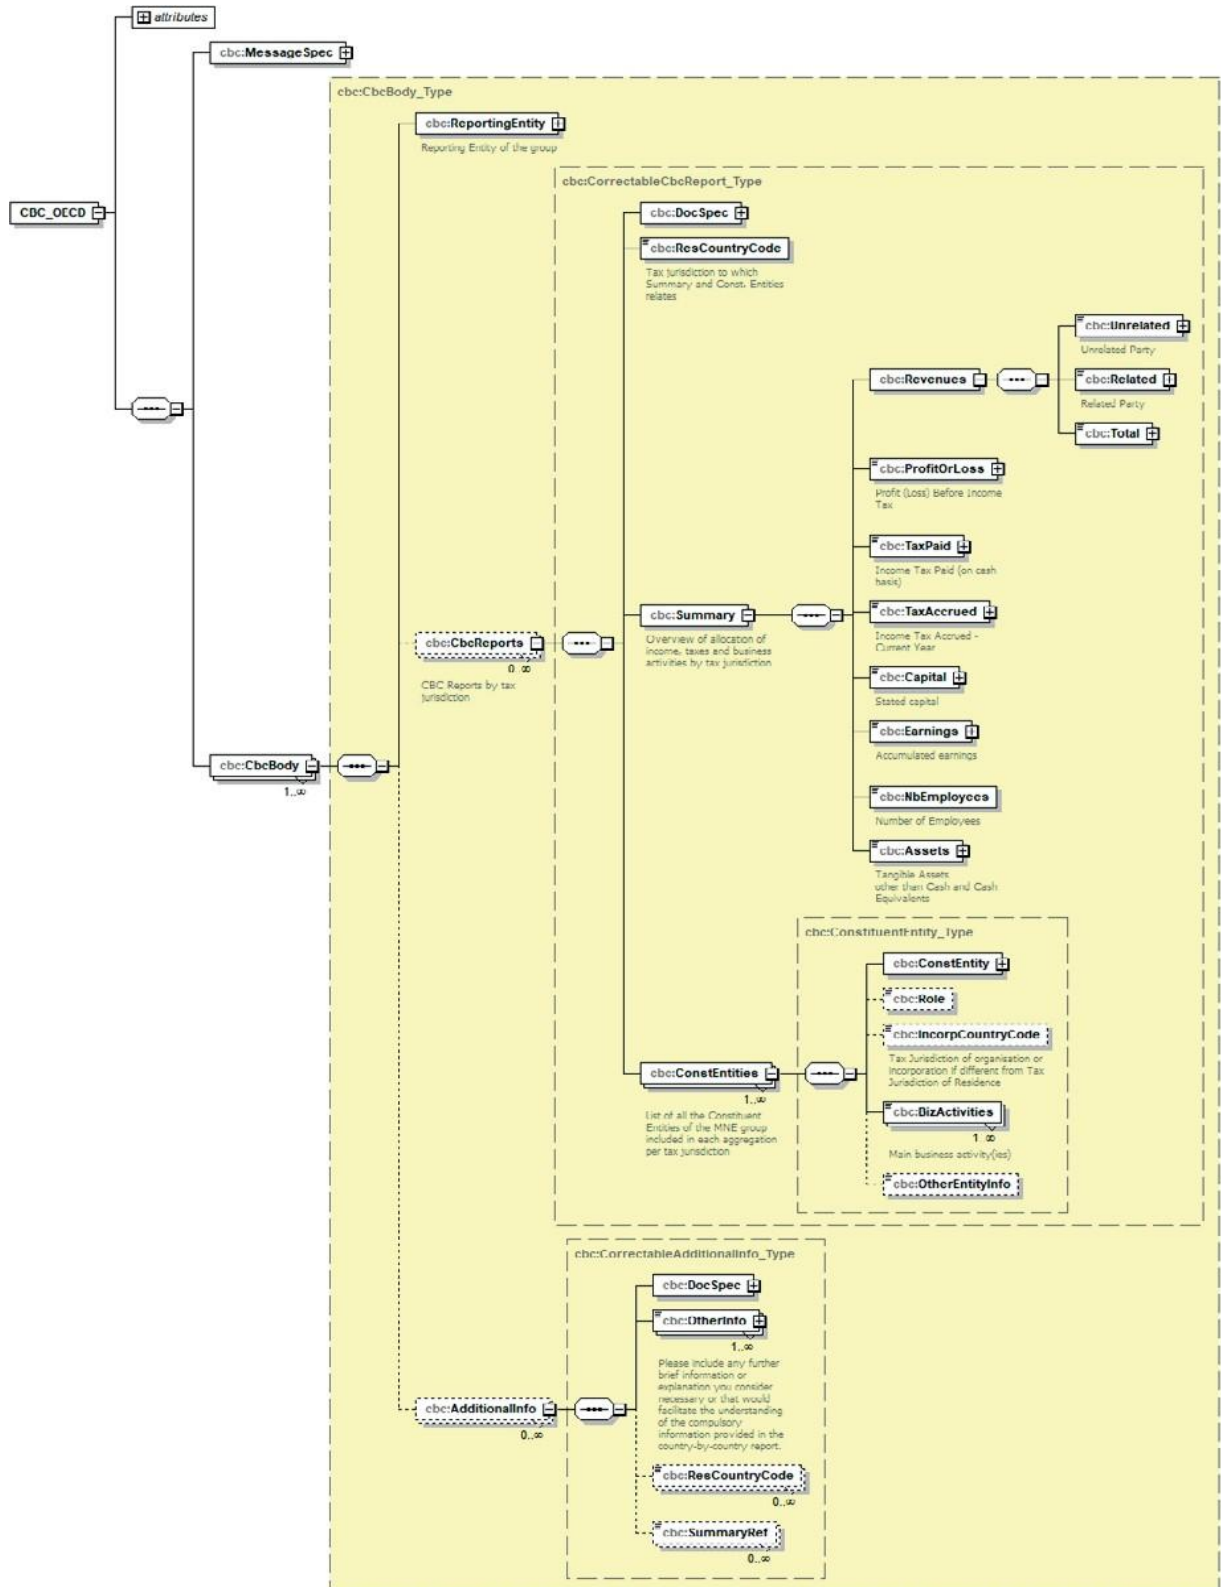 attributes
cbc:MessageSpec
cbc:CbcBody_Type
cbc:ReportingEntity
Reporting Entity of the group
cbc:CorrectableCbcReport_Type
CBC_OECD
cbc:DocSpec
cbc:ResCountryCode
Tax jurisdiction to which
Summary and Const. Entities
relates
cbc:Unrelated
Unrelated Party
cbc:Revenues
cbc:Related
Related Party
cbc:Total
cbc:ProfitOrLoss
Profit (Loss) Before Income
Tax
cbc:TaxPaid
Income Tax Paid (on cash
basis)
cbc:Summary
Overview of allocation of
income, taxes and business
activities by tax jurisdiction
cbc:TaxAccrued
Income Tax Accrued -
Current Year
cbc:CbcReports
0..∞
CBC Reports by tax
jurisdiction
cbc:Capital
Stated capital
cbc:Earnings
Accumulated earnings
cbc:CbcBody
1..∞
cbc:NbEmployees
Number of Employees
cbc:Assets
Tangible Assets
other than Cash and Cash
Equivalents
cbc:ConstituentEntity_Type
cbc:ConstEntity
cbc:Role
cbc:IncorpCountryCode
Tax Jurisdiction of organisation or
Incorporation if different from Tax
Jurisdiction of Residence
cbc:ConstEntities
1..∞
List of all the Constituent
Entities of the MNE group
included in each aggregation
per tax jurisdiction
cbc:BizActivities
1..∞
Main business activity(ies)
cbc:OtherEntityInfo
cbc:CorrectableAdditionalInfo_Type
cbc:DocSpec
cbc:OtherInfo
1..∞
Please include any further
brief information or
explanation you consider
necessary or that would
facilitate the understanding
of the compulsory
information provided in the
country-by-country report.
cbc:AdditionalInfo
0..∞
cbc:ResCountryCode
0..∞
cbc:SummaryRef
0..∞